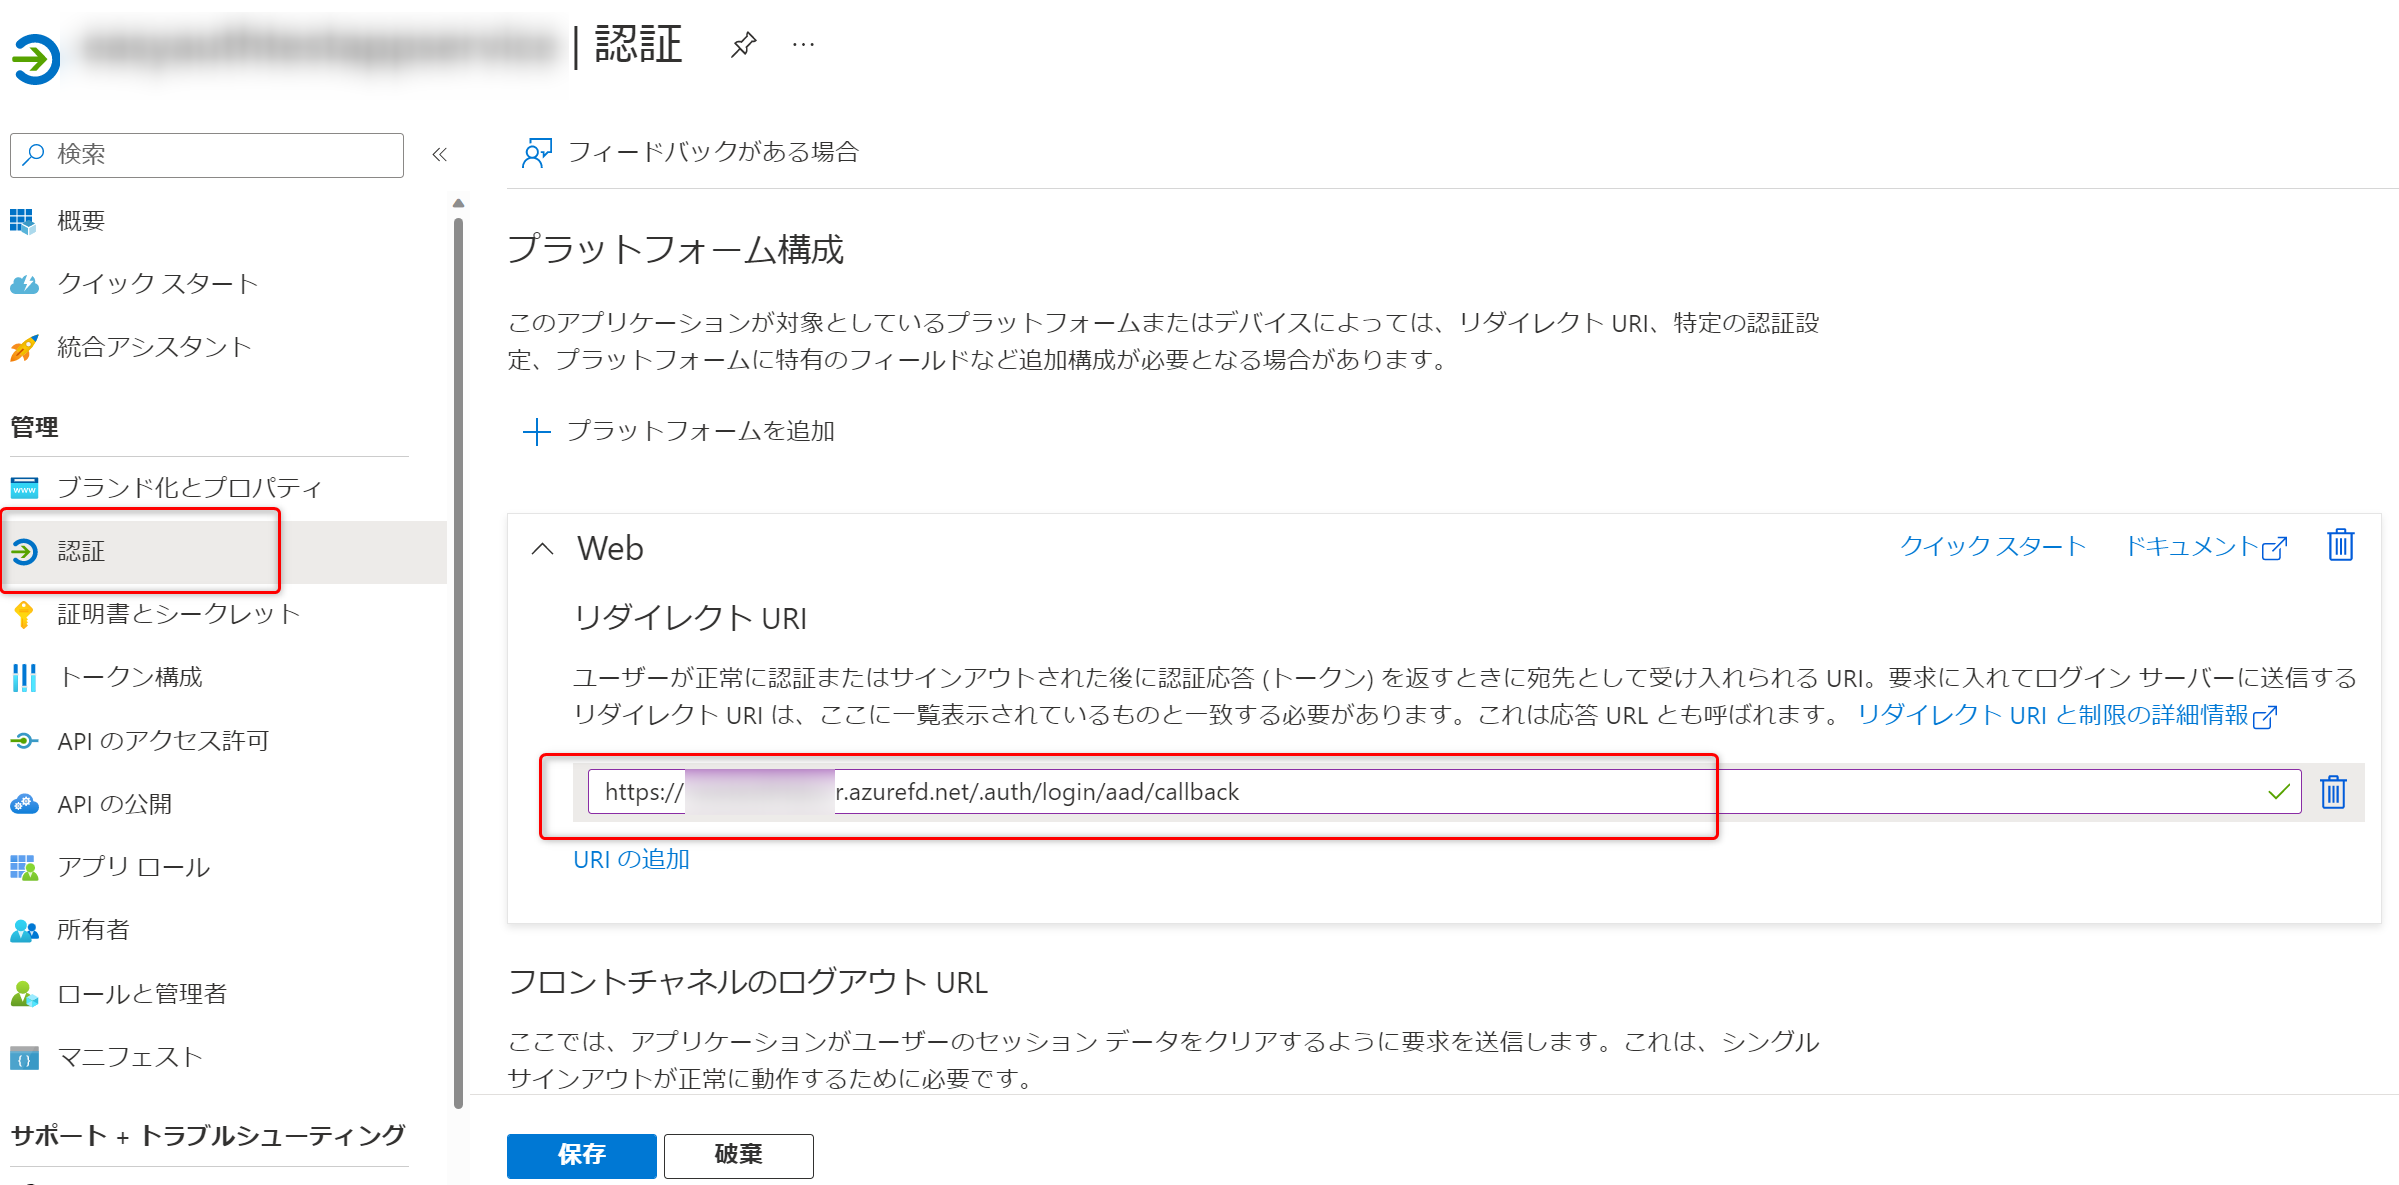 | 認証
検索
概要
クイック スタート
統合アシスタント
管理
ブランド化とプロパティ
認証
証明書とシークレット
トークン構成
API のアクセス許可
API の公開
アプリ ロール
所有者
ロールと管理者
マニフェスト
サポート + トラブルシューティング
フィードバックがある場合
プラットフォーム構成
このアプリケーションが対象としているプラットフォームまたはデバイスによっては、リダイレクト URI、特定の認証設
定、プラットフォームに特有のフィールドなど追加構成が必要となる場合があります。
プラットフォームを追加
Web
クイック スタート
ドキュメント
リダイレクト URI
ユーザーが正常に認証またはサインアウトされた後に認証応答 (トークン) を返すときに宛先として受け入れられる URI。要求に入れてログイン サーバーに送信する
リダイレクト URI は、ここに一覧表示されているものと一致する必要があります。これは応答 URL とも呼ばれます。 リダイレクト URI と制限の詳細情報
https:// r.azurefd.net/.auth/login/aad/callback
URI の追加
フロントチャネルのログアウト URL
ここでは、アプリケーションがユーザーのセッション データをクリアするように要求を送信します。これは、シングル
サインアウトが正常に動作するために必要です。
保存
破棄